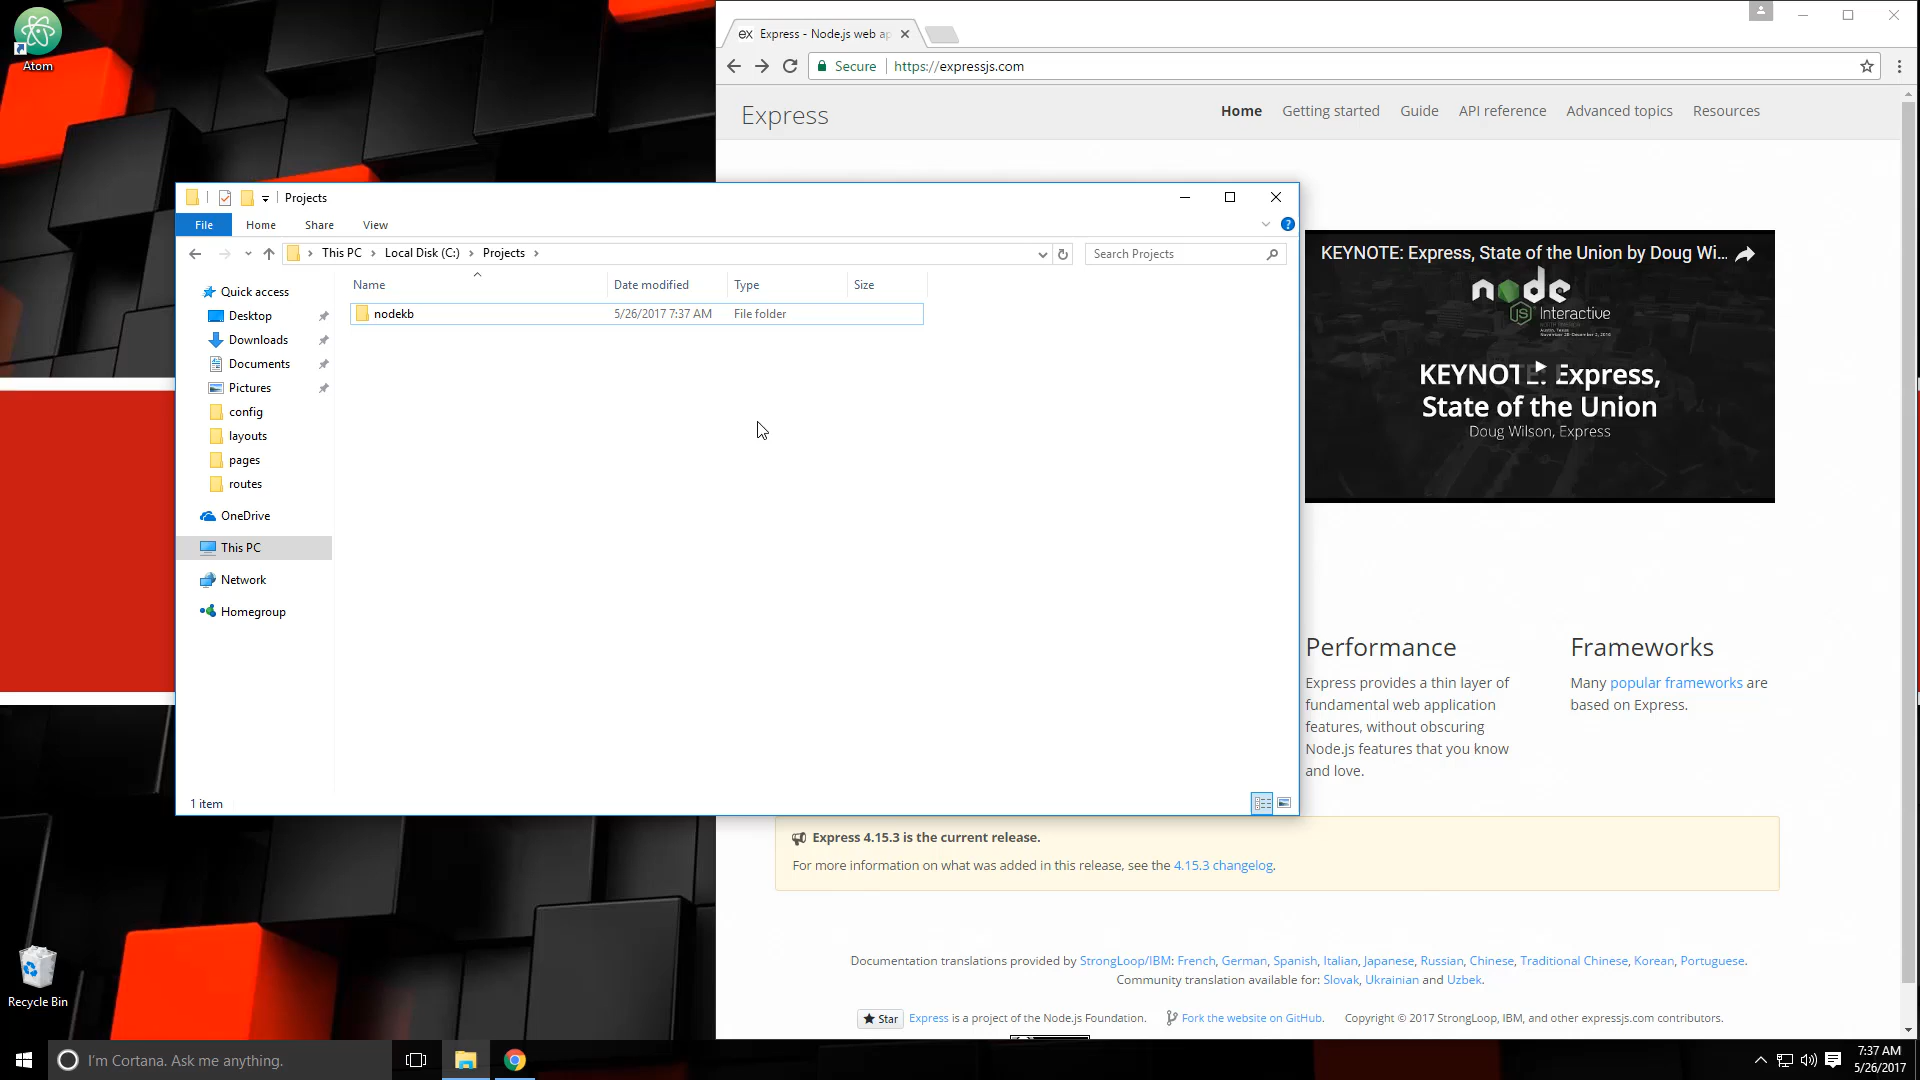 Atom
Express - Node.js web ap
Secure
https://expressjs.com
Express
Home
Getting started
Guide
API reference
Advanced topics
Resources
Projects
File
Home
Share
View
This PC
Local Disk (C:)
Projects
Search Projects
Name
Date modified
Type
Size
nodekb
5/26/2017 7:37 AM
File folder
Quick access
Desktop
Downloads
Documents
Pictures
config
layouts
pages
routes
OneDrive
This PC
Network
Homegroup
1 item
KEYNOTE: Express, State of the Union by Doug Wi...
node
JS
Interactive
KEYNOTE: Express,
State of the Union
Doug Wilson, Express
Performance
Express provides a thin layer of
fundamental web application
features, without obscuring
Node.js features that you know
and love.
Frameworks
Many popular frameworks are
based on Express.
Express 4.15.3 is the current release.
For more information on what was added in this release, see the 4.15.3 changelog.
Documentation translations provided by StrongLoop/IBM: French, German, Spanish, Italian, Japanese, Russian, Chinese, Traditional Chinese, Korean, Portuguese.
Community translation available for: Slovak, Ukrainian and Uzbek.
Star
Express is a project of the Node.js Foundation.
Fork the website on GitHub.
Copyright © 2017 StrongLoop, IBM, and other expressjs.com contributors.
Recycle Bin
I'm Cortana. Ask me anything.
7:37 AM
5/26/2017